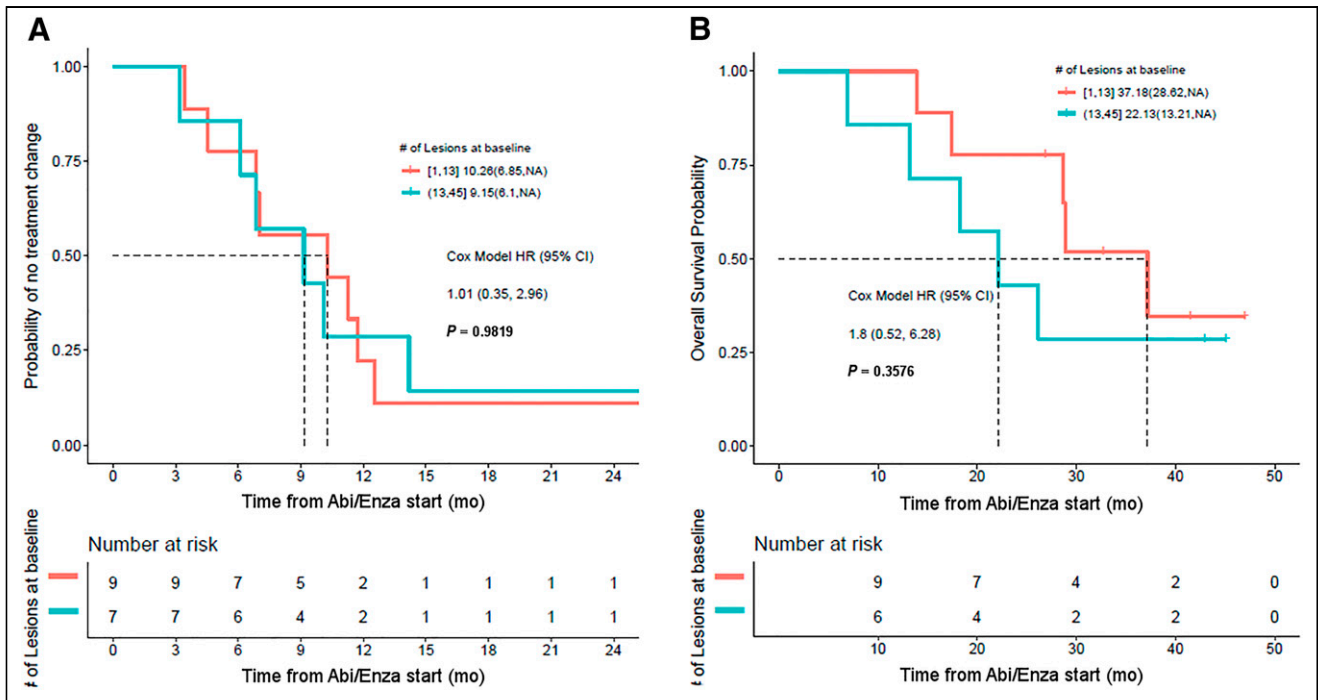 A
# of Lesions at baseline
[1,13] 10.26(6.85,NA)
(13,45] 9.15(6.1,NA)
Cox Model HR (95% CI)
1.01 (0.35, 2.96)
P = 0.9819
Probability of no treatment change
1.00
0.75
0.50
0.25
0.00
0 3 6 9 12 15 18 21 24
Time from Abi/Enza start (mo)
Number at risk
# of Lesions at baseline
9 9 7 5 2 1 1 1 1
7 7 6 4 2 1 1 1 1
0 3 6 9 12 15 18 21 24
Time from Abi/Enza start (mo)
B
# of Lesions at baseline
[1,13] 37.18(28.62,NA)
(13,45] 22.13(13.21,NA)
Cox Model HR (95% CI)
1.8 (0.52, 6.28)
P = 0.3576
Overall Survival Probability
1.00
0.75
0.50
0.25
0.00
0 10 20 30 40 50
Time from Abi/Enza start (mo)
Number at risk
# of Lesions at baseline
9 7 4 2 0
6 4 2 2 0
10 20 30 40 50
Time from Abi/Enza start (mo)